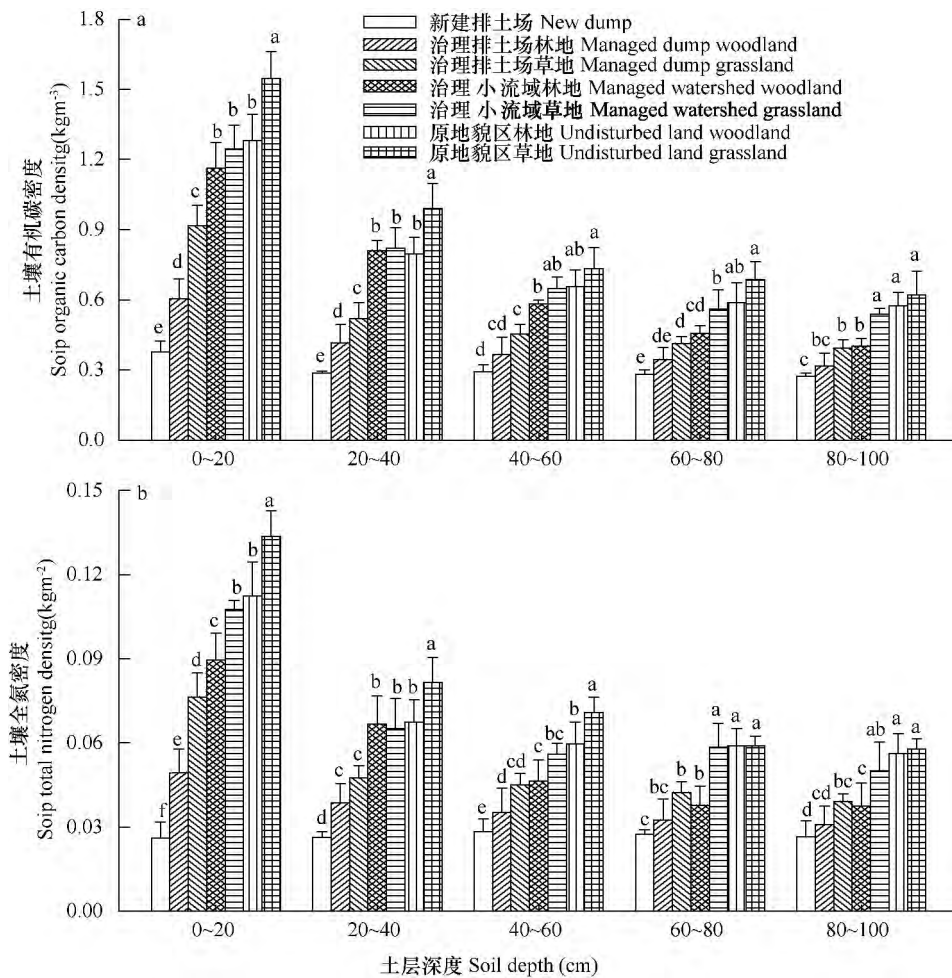 a
新建排土场 New dump
治理排土场林地 Managed dump woodland
治理排土场草地 Managed dump grassland
治理 小流域林地 Managed watershed woodland
治理 小流域草地 Managed watershed grassland
原地貌区林地 Undisturbed land woodland
原地貌区草地 Undisturbed land grassland
土壤有机碳密度
Soip organic carbon densitg(kgm⁻³)
1.8
1.5
1.2
0.9
0.6
0.3
0.0
e d c b b b a
e d c b b b a
d cd c b ab ab a
e de d cd b ab a
c bc b b a a a
0~20 20~40 40~60 60~80 80~100
b
土壤全氮密度
Soip total nitrogen densitg(kgm⁻²)
0.15
0.12
0.09
0.06
0.03
0.00
f e d c b b a
d c c b b b a
e d cd c bc b a
c bc b b a a a
d cd bc c ab a a
0~20 20~40 40~60 60~80 80~100
土层深度 Soil depth (cm)